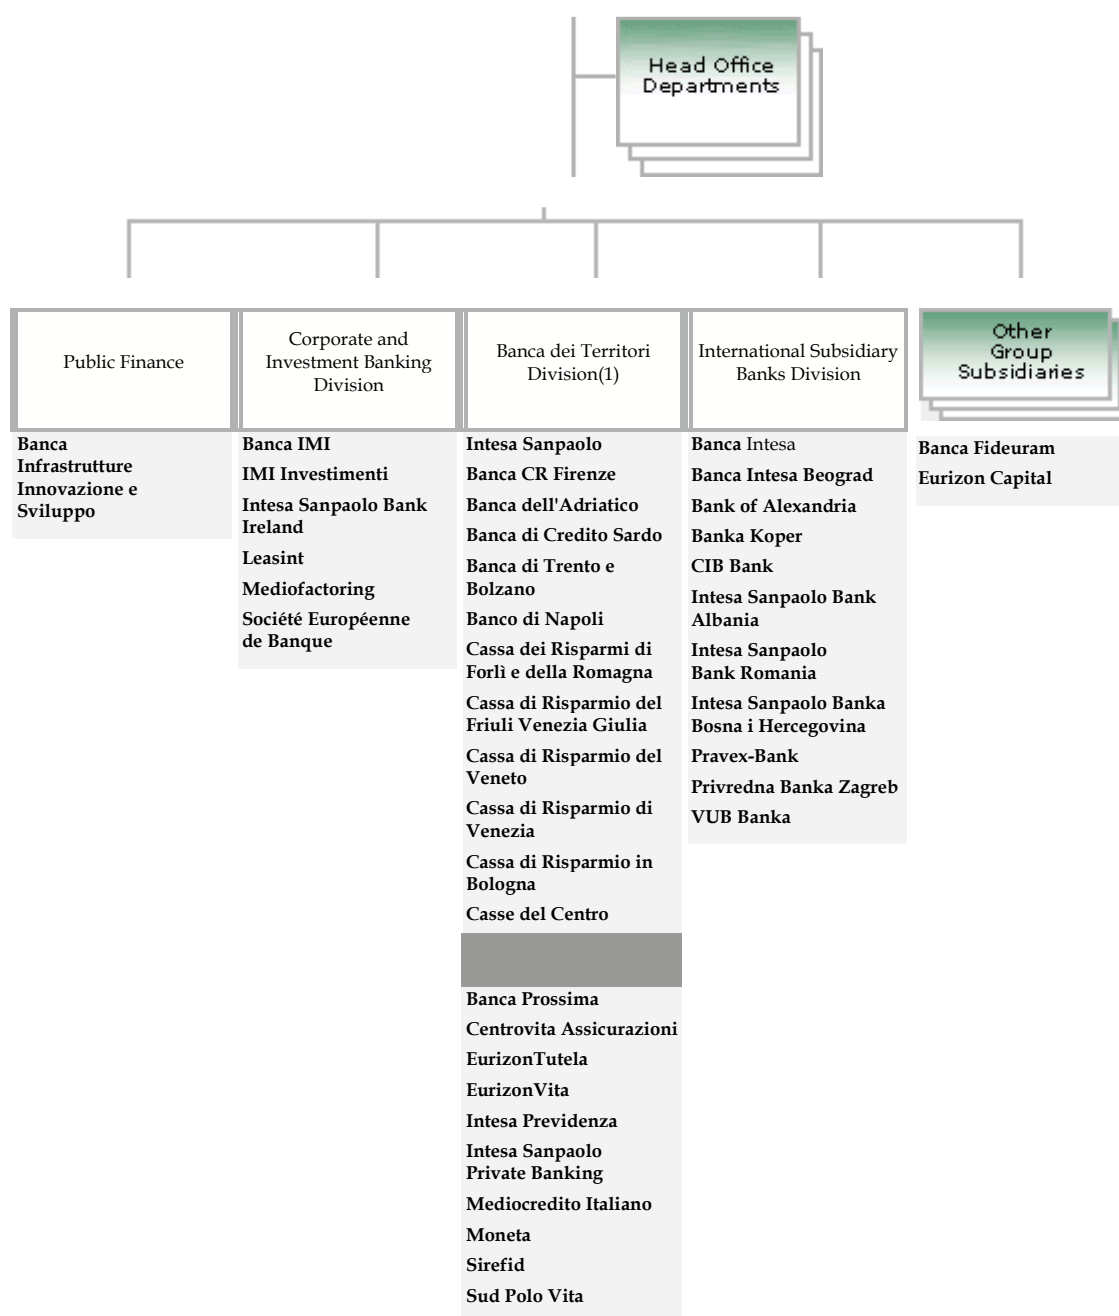 Head Office
Departments
Public Finance
Corporate and
Investment Banking
Division
Banca dei Territori
Division(1)
International Subsidiary
Banks Division
Other
Group
Subsidiaries
Banca
Infrastrutture
Innovazione e
Sviluppo
Banca IMI
IMI Investimenti
Intesa Sanpaolo Bank
Ireland
Leasint
Mediofactoring
Société Européenne
de Banque
Intesa Sanpaolo
Banca CR Firenze
Banca dell'Adriatico
Banca di Credito Sardo
Banca di Trento e
Bolzano
Banco di Napoli
Cassa dei Risparmi di
Forlì e della Romagna
Cassa di Risparmio del
Friuli Venezia Giulia
Cassa di Risparmio del
Veneto
Cassa di Risparmio di
Venezia
Cassa di Risparmio in
Bologna
Casse del Centro
Banca Prossima
Centrovita Assicurazioni
EurizonTutela
EurizonVita
Intesa Previdenza
Intesa Sanpaolo
Private Banking
Mediocredito Italiano
Moneta
Sirefid
Sud Polo Vita
Banca Intesa
Banca Intesa Beograd
Bank of Alexandria
Banka Koper
CIB Bank
Intesa Sanpaolo Bank
Albania
Intesa Sanpaolo
Bank Romania
Intesa Sanpaolo Banka
Bosna i Hercegovina
Pravex-Bank
Privredna Banka Zagreb
VUB Banka
Banca Fideuram
Eurizon Capital